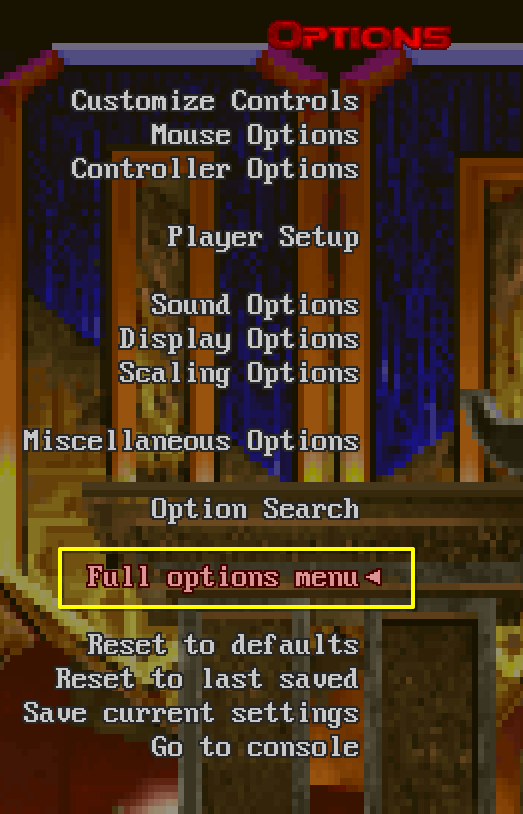 Options
Customize Controls
Mouse Options
Controller Options
Player Setup
Sound Options
Display Options
Scaling Options
Miscellaneous Options
Option Search
Full options menu
Reset to defaults
Reset to last saved
Save current settings
Go to console